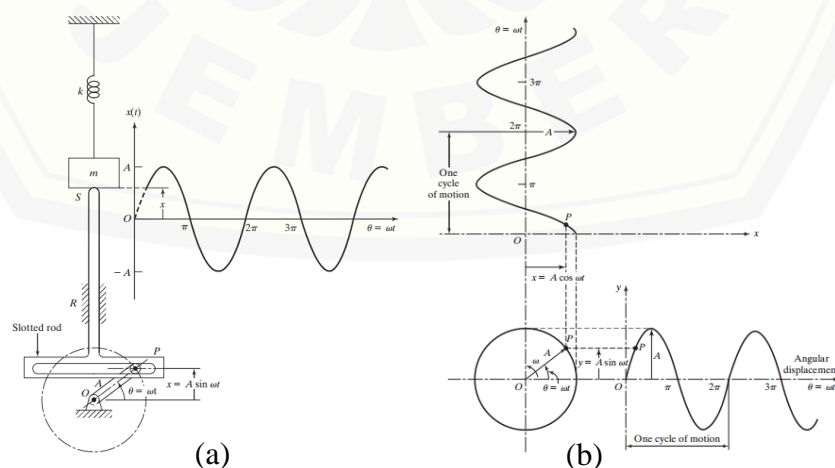 JEMBER
k
x(t)
A
m
S
x
O
π
2π
3π
θ = ωt
– A
R
Slotted rod
P
A
O
θ = ωt
x = A sin ωt
(a)
θ = ωt
3π
2π
A
One
cycle
of motion
π
P
O
x
x = A cos ωt
y
P
A
ω
y = A sin ωt
θ = ωt
O
P
A
O
π
2π
3π
Angular
displacement
θ = ωt
One cycle of motion
(b)